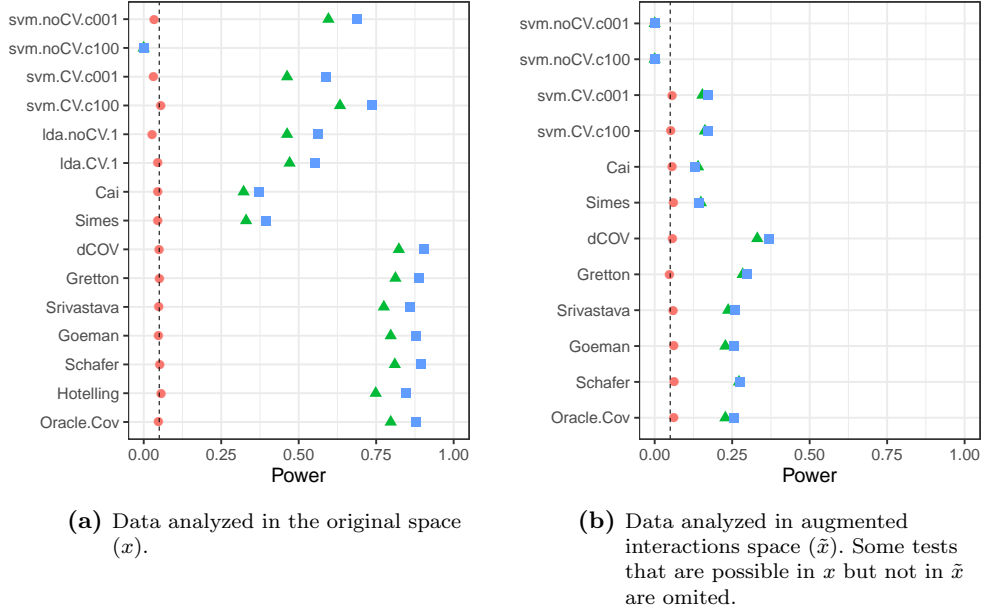 svm.noCV.c001
svm.noCV.c100
svm.CV.c001
svm.CV.c100
lda.noCV.1
lda.CV.1
Cai
Simes
dCOV
Gretton
Srivastava
Goeman
Schafer
Hotelling
Oracle.Cov
0.00 0.25 0.50 0.75 1.00
Power
(a) Data analyzed in the original space
(x).
svm.noCV.c001
svm.noCV.c100
svm.CV.c001
svm.CV.c100
Cai
Simes
dCOV
Gretton
Srivastava
Goeman
Schafer
Oracle.Cov
0.00 0.25 0.50 0.75 1.00
Power
(b) Data analyzed in augmented
interactions space (x̃). Some tests
that are possible in x but not in x̃
are omited.